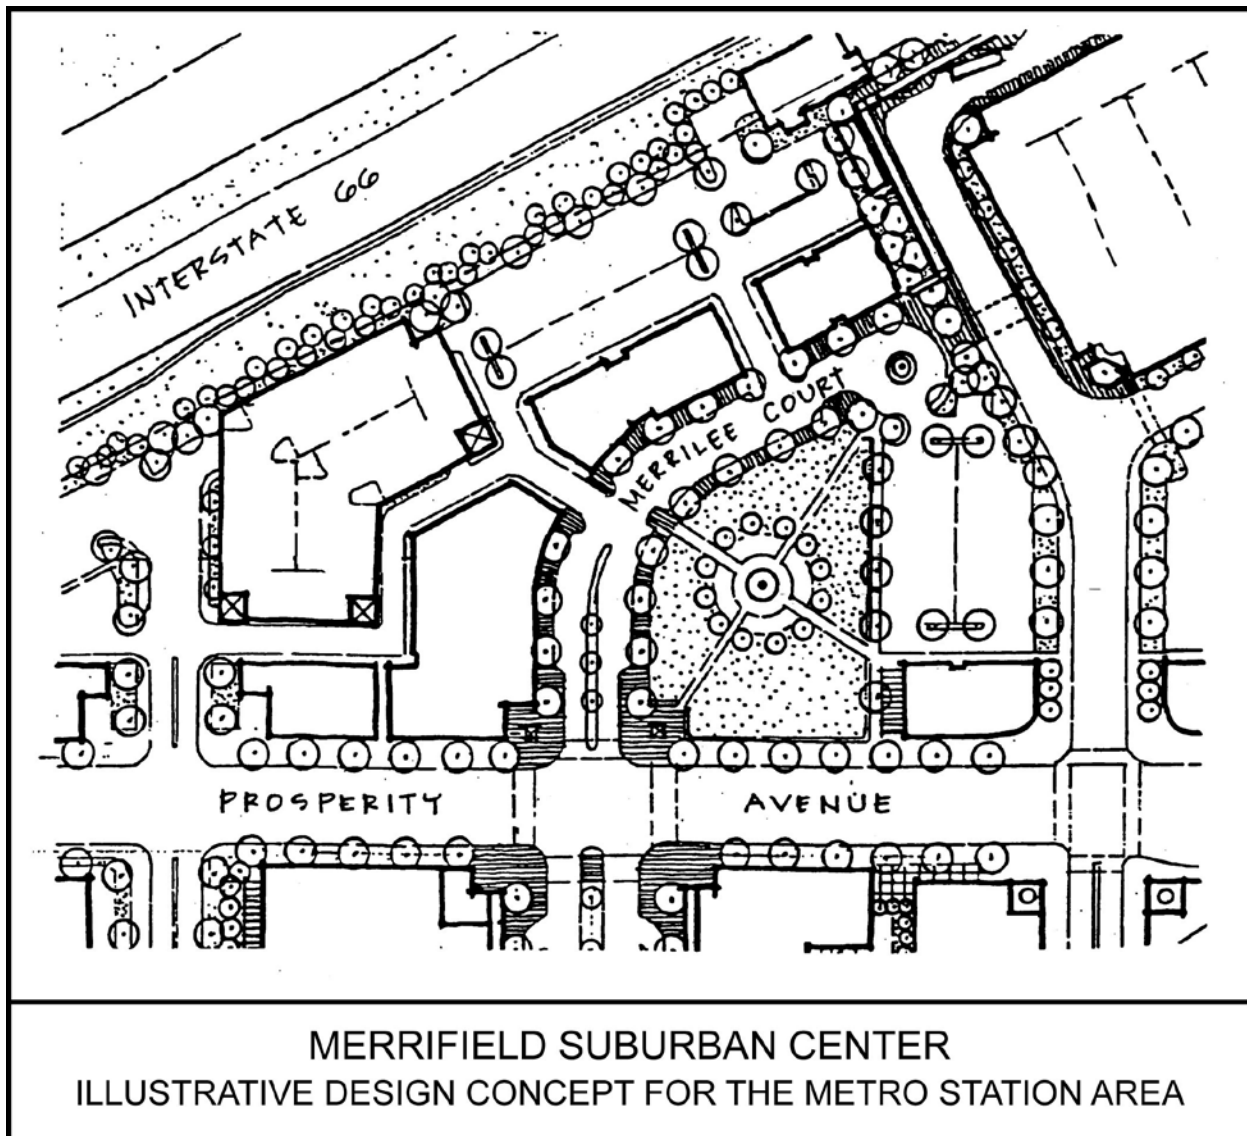 INTERSTATE 66
MERRILEE COURT
PROSPERITY AVENUE
MERRIFIELD SUBURBAN CENTER
ILLUSTRATIVE DESIGN CONCEPT FOR THE METRO STATION AREA